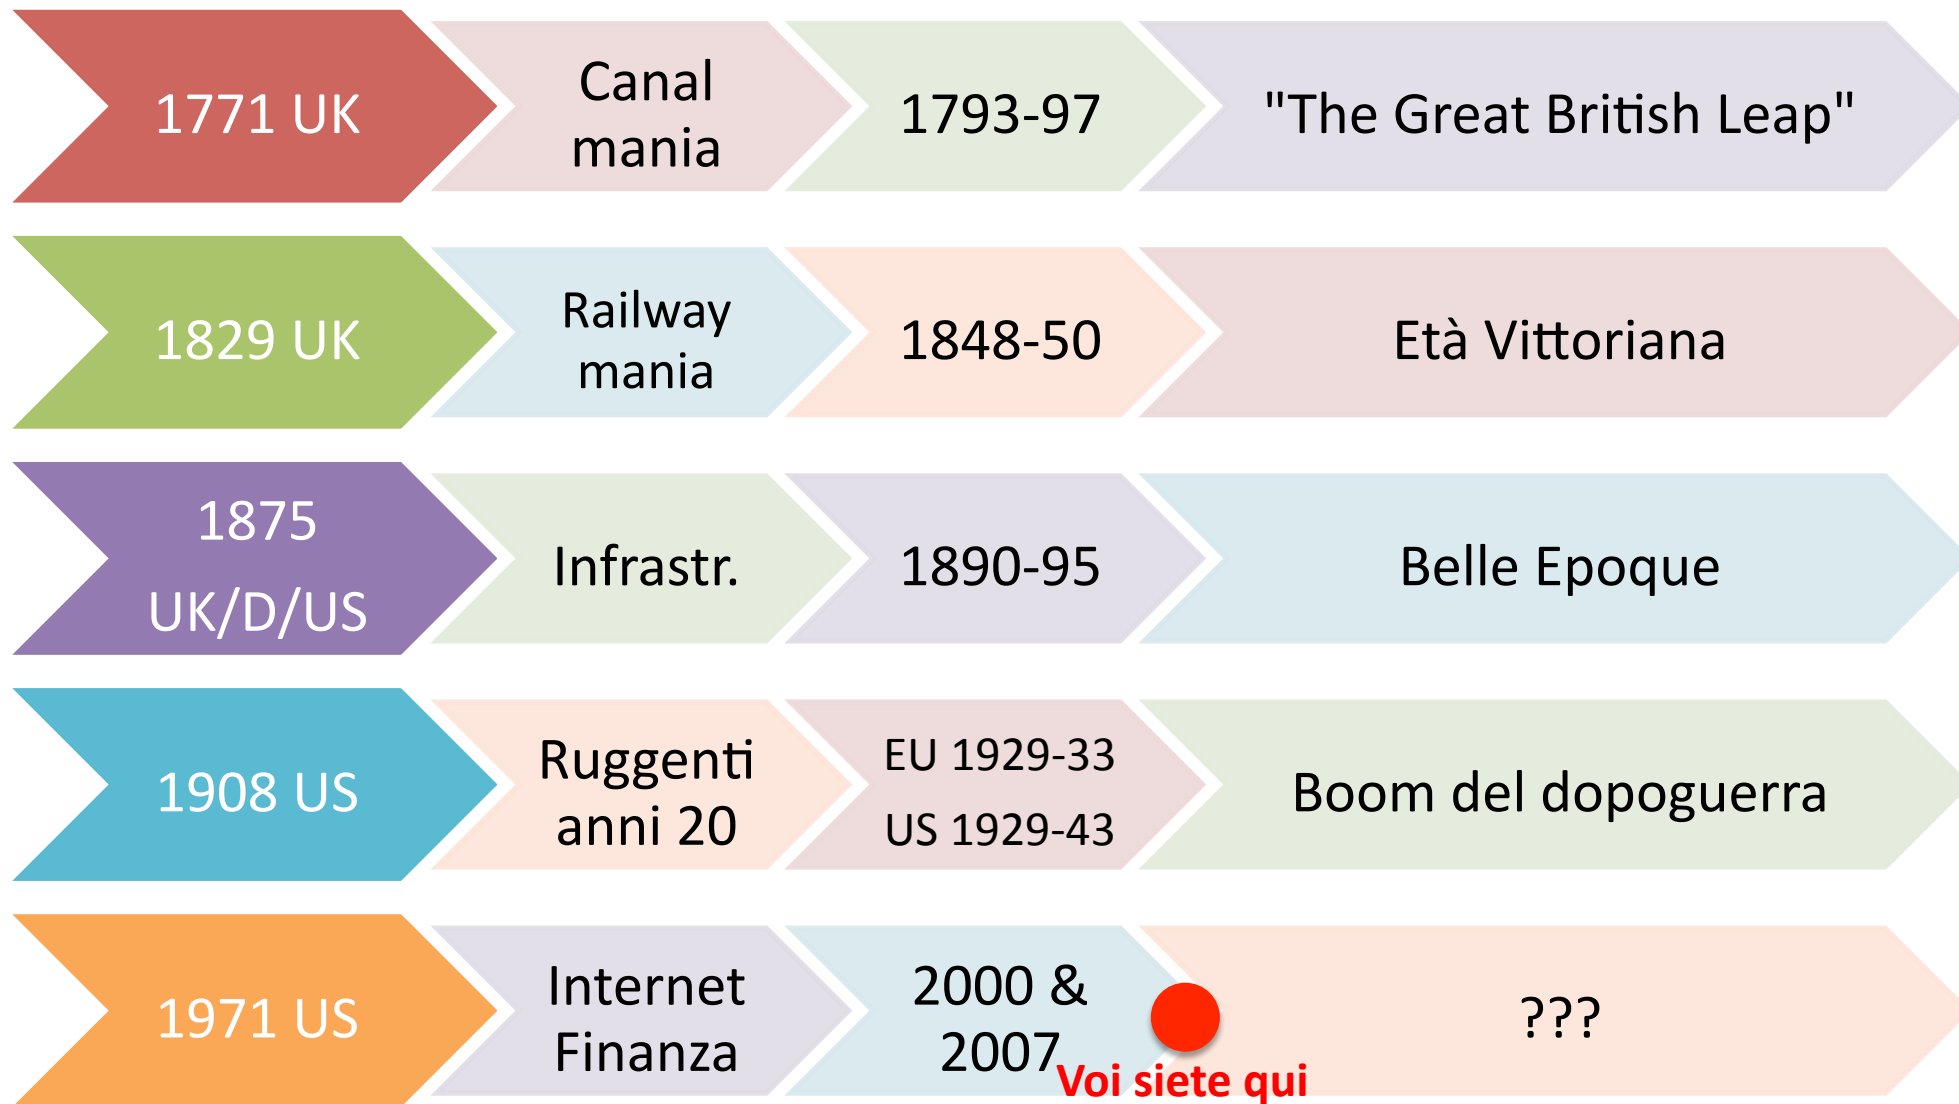 1771 UK
Canal
mania
1793-97
"The Great British Leap"
1829 UK
Railway
mania
1848-50
Età Vittoriana
1875
UK/D/US
Infrastr.
1890-95
Belle Epoque
1908 US
Ruggenti
anni 20
EU 1929-33
US 1929-43
Boom del dopoguerra
1971 US
Internet
Finanza
2000 &
2007
???
Voi siete qui